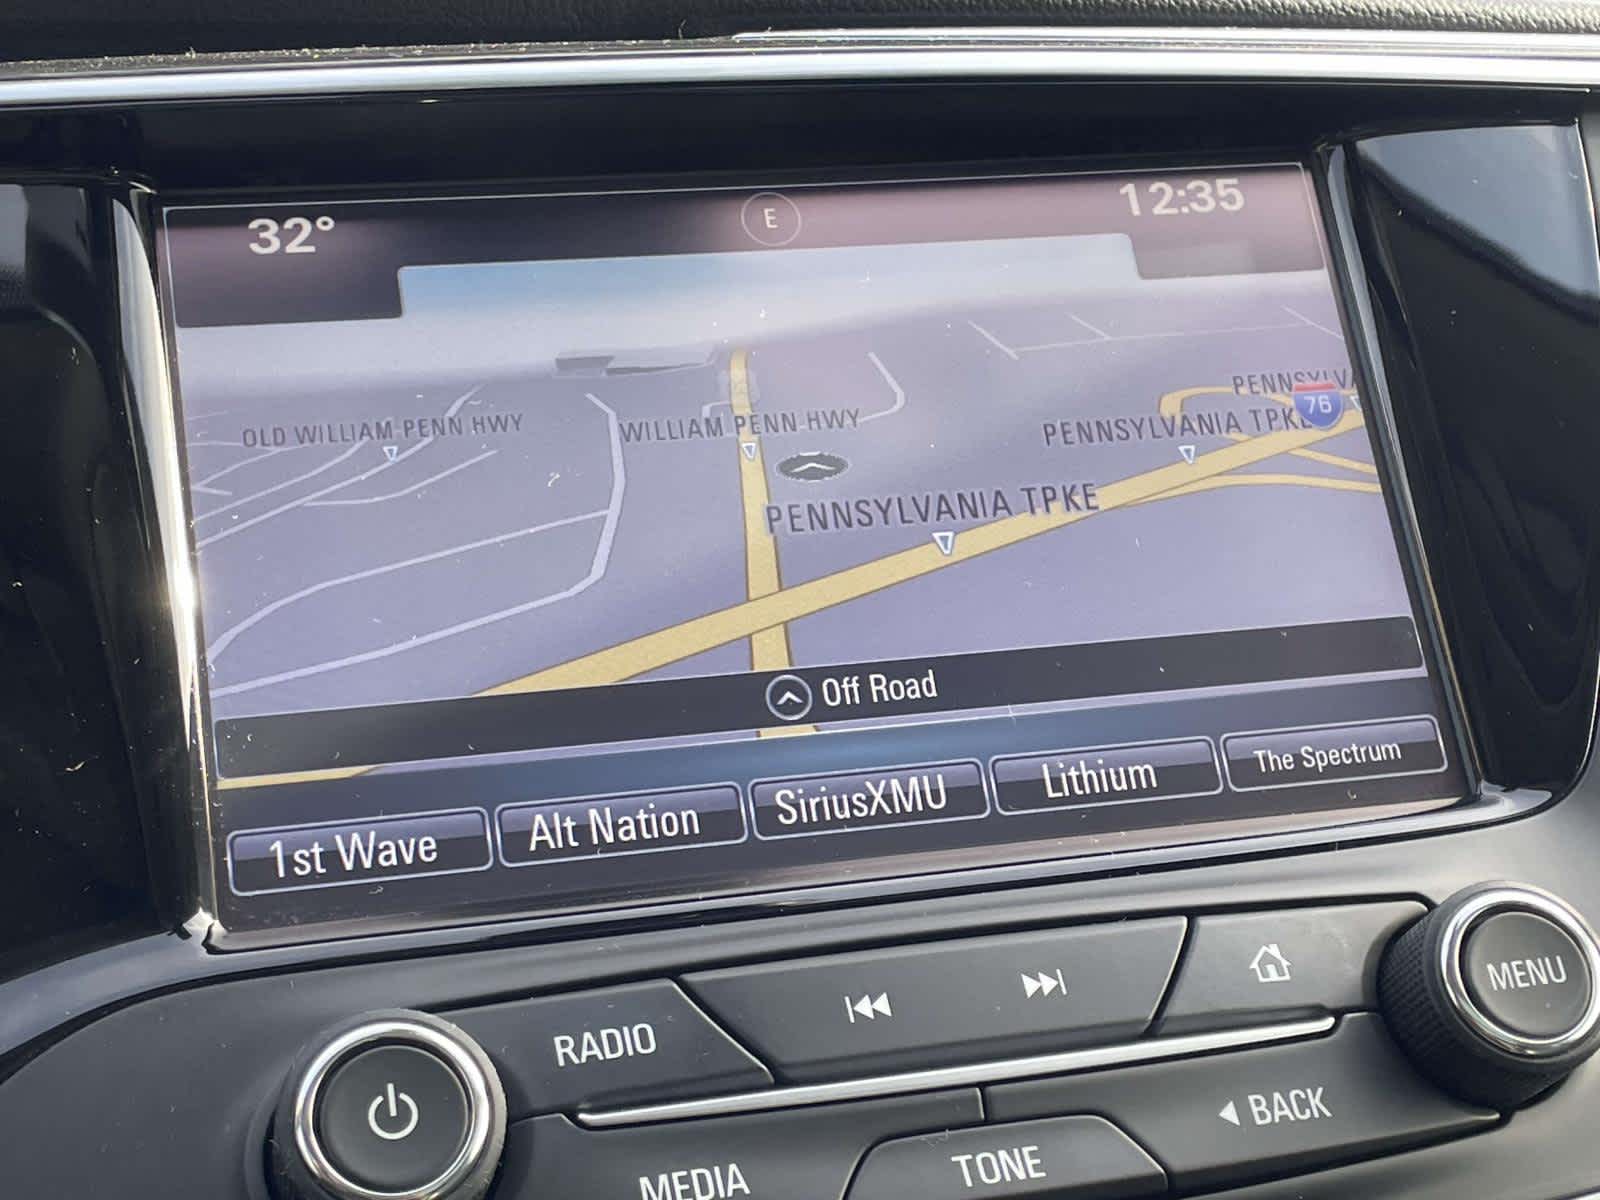 32°
E
12:35
PENNSYLVA
76
OLD WILLIAM PENN HWY
WILLIAM PENN HWY
PENNSYLVANIA TPKE
PENNSYLVANIA TPKE
Off Road
1st Wave
Alt Nation
SiriusXMU
Lithium
The Spectrum
RADIO
MENU
MEDIA
TONE
BACK